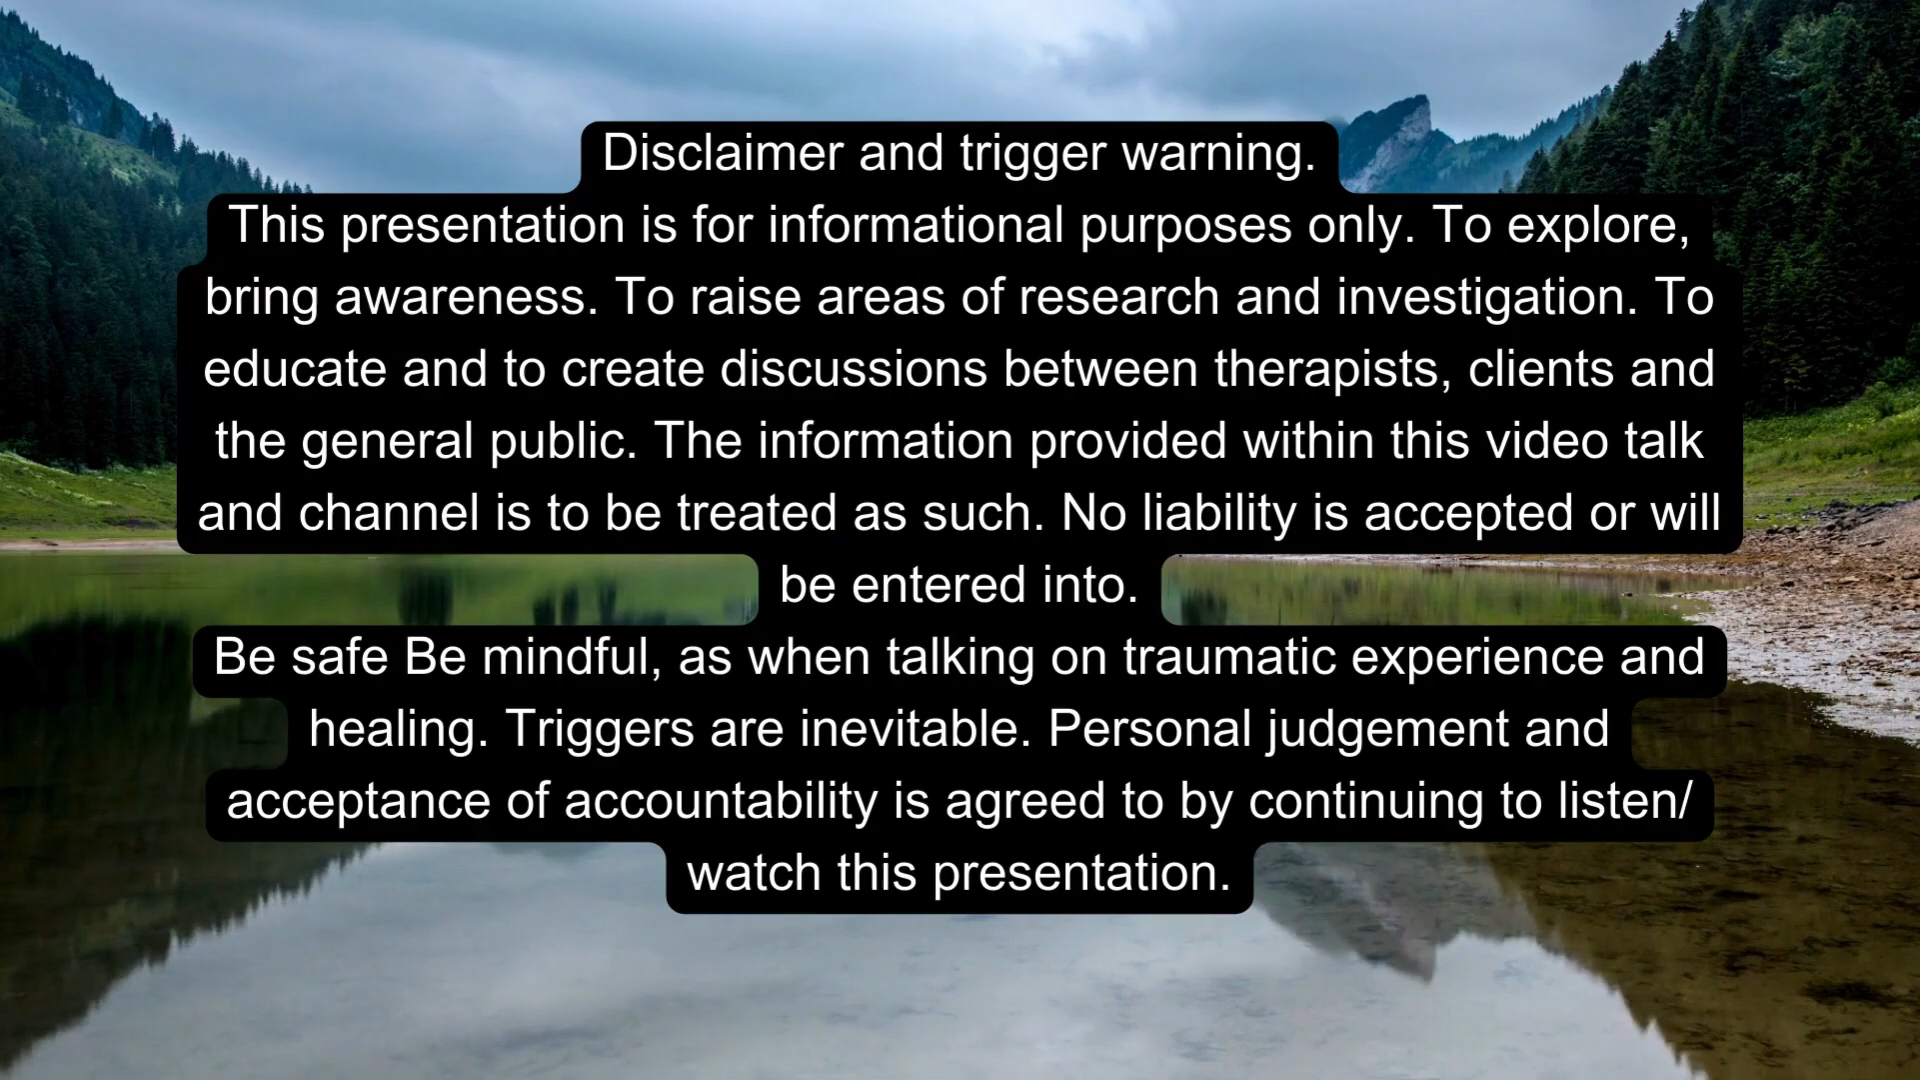 Disclaimer and trigger warning.
This presentation is for informational purposes only. To explore,
bring awareness. To raise areas of research and investigation. To
educate and to create discussions between therapists, clients and
the general public. The information provided within this video talk
and channel is to be treated as such. No liability is accepted or will
be entered into.
Be safe Be mindful, as when talking on traumatic experience and
healing. Triggers are inevitable. Personal judgement and
acceptance of accountability is agreed to by continuing to listen/
watch this presentation.